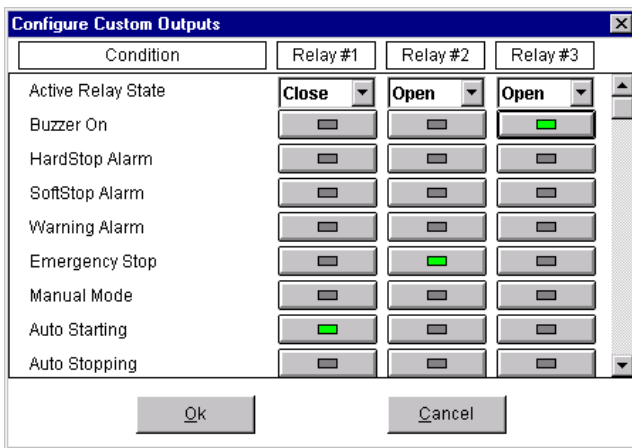 Configure Custom Outputs
Condition Relay #1 Relay #2 Relay #3
Active Relay State Close Open Open
Buzzer On
HardStop Alarm
SoftStop Alarm
Warning Alarm
Emergency Stop
Manual Mode
Auto Starting
Auto Stopping
Ok Cancel